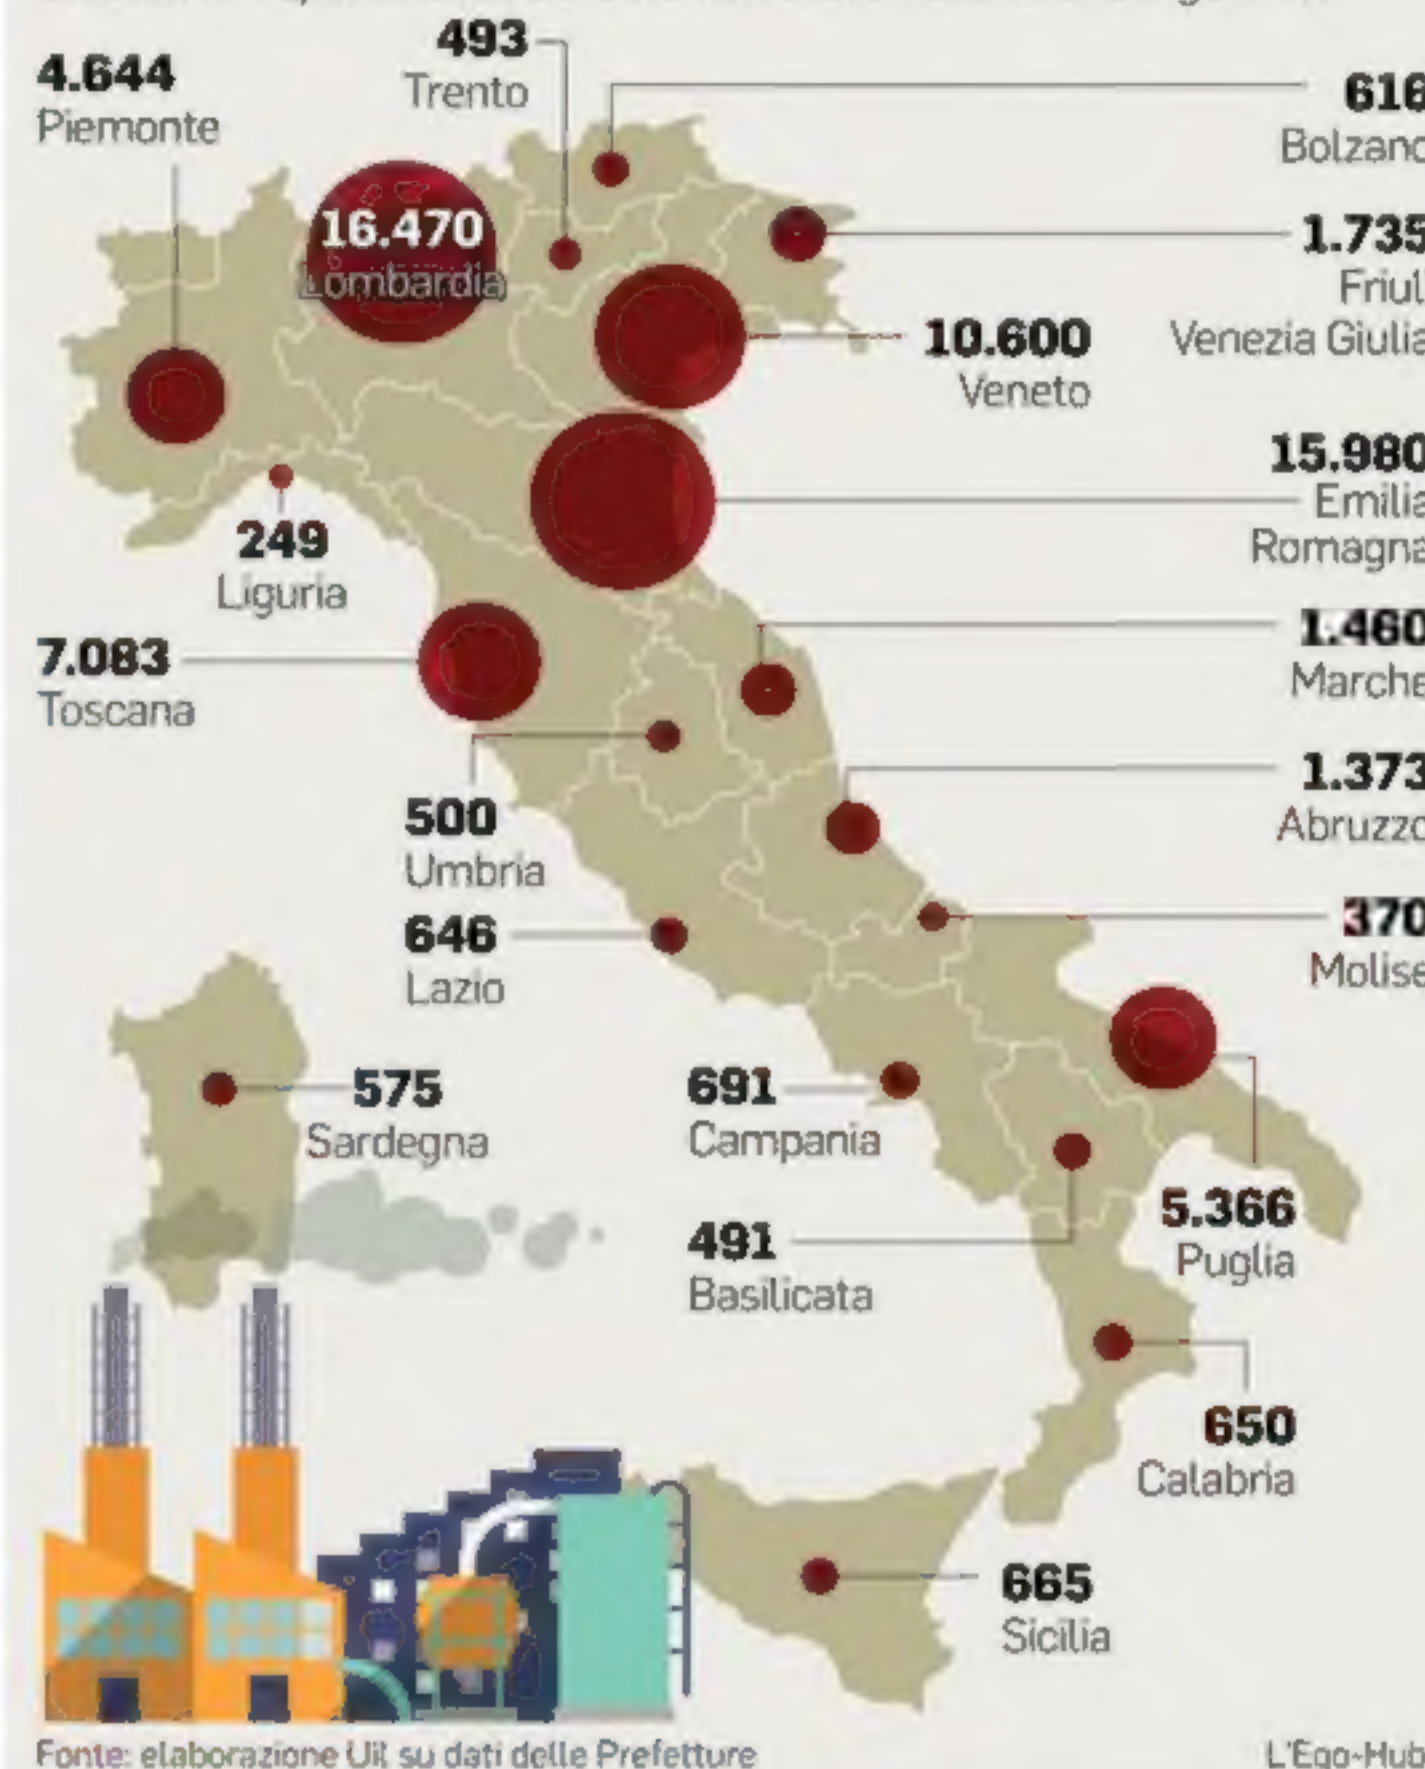 493
Trento
4.644
Piemonte
616
Bolzano
16.470
Lombardia
1.735
Friuli
Venezia Giulia
10.600
Veneto
15.980
Emilia
Romagna
249
Liguria
7.083
Toscana
1.460
Marche
1.373
Abruzzo
500
Umbria
646
Lazio
370
Molise
575
Sardegna
691
Campania
491
Basilicata
5.366
Puglia
650
Calabria
665
Sicilia
Fonte: elaborazione Uil su dati delle Prefetture
L'Ego-Hub